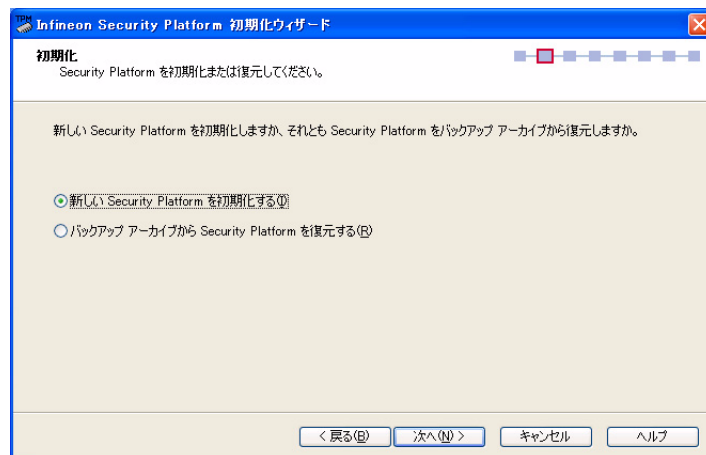 TPM
Infineon Security Platform 初期化ウィザード
初期化
Security Platform を初期化または復元してください。
新しい Security Platform を初期化しますか、それとも Security Platform をバックアップ アーカイブから復元しますか。
新しい Security Platform を初期化する(I)
バックアップ アーカイブから Security Platform を復元する(R)
< 戻る(B)
次へ(N) >
キャンセル
ヘルプ